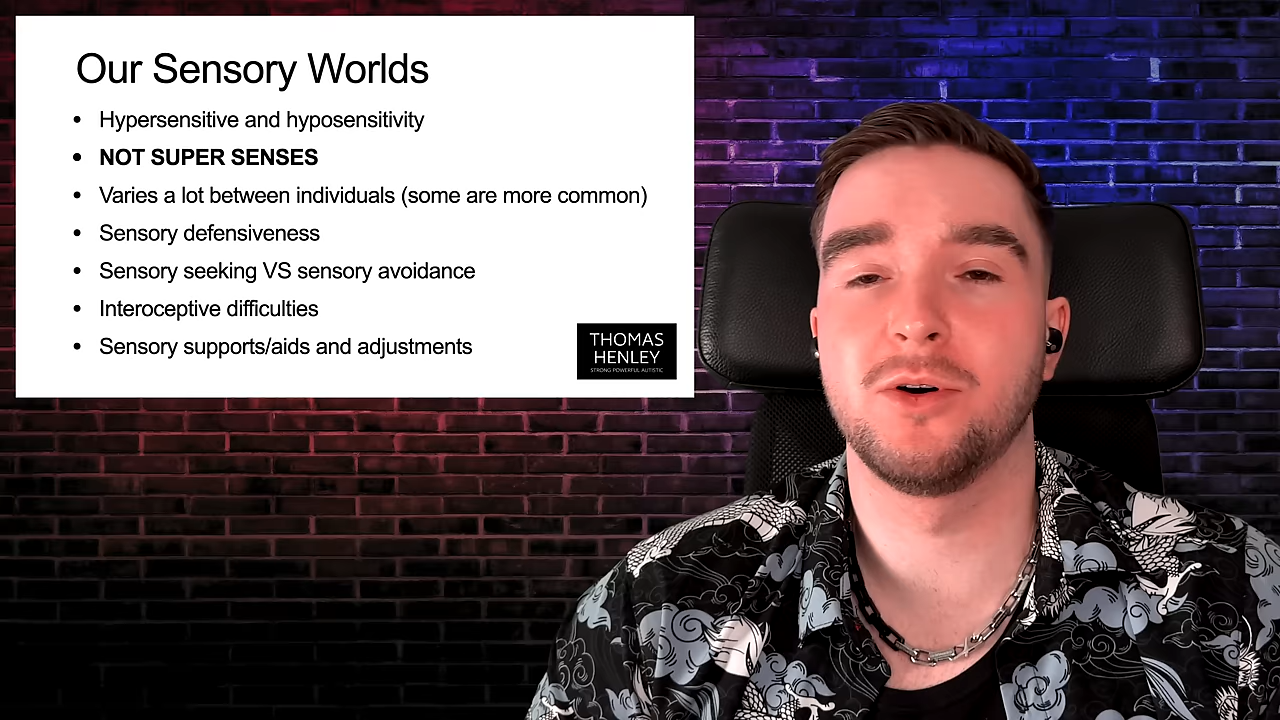 Our Sensory Worlds
• Hypersensitive and hyposensitivity
• NOT SUPER SENSES
• Varies a lot between individuals (some are more common)
• Sensory defensiveness
• Sensory seeking VS sensory avoidance
• Interoceptive difficulties
• Sensory supports/aids and adjustments
THOMAS
HENLEY
STRONG POWERFUL AUTISTIC